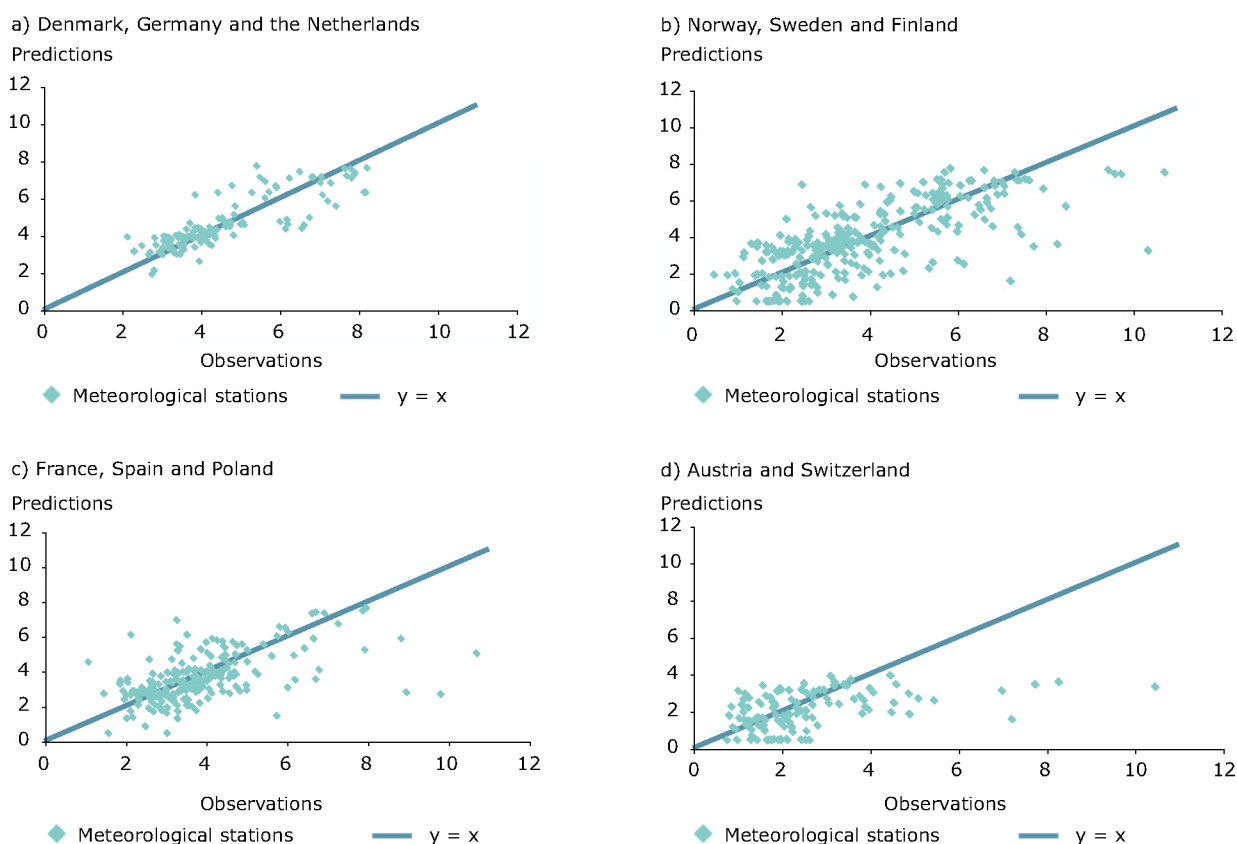 a) Denmark, Germany and the Netherlands
Predictions
12
10
8
6
4
2
0
0 2 4 6 8 10 12
Observations
Meteorological stations y = x
b) Norway, Sweden and Finland
Predictions
12
10
8
6
4
2
0
0 2 4 6 8 10 12
Observations
Meteorological stations y = x
c) France, Spain and Poland
Predictions
12
10
8
6
4
2
0
0 2 4 6 8 10 12
Observations
Meteorological stations y = x
d) Austria and Switzerland
Predictions
12
10
8
6
4
2
0
0 2 4 6 8 10 12
Observations
Meteorological stations y = x